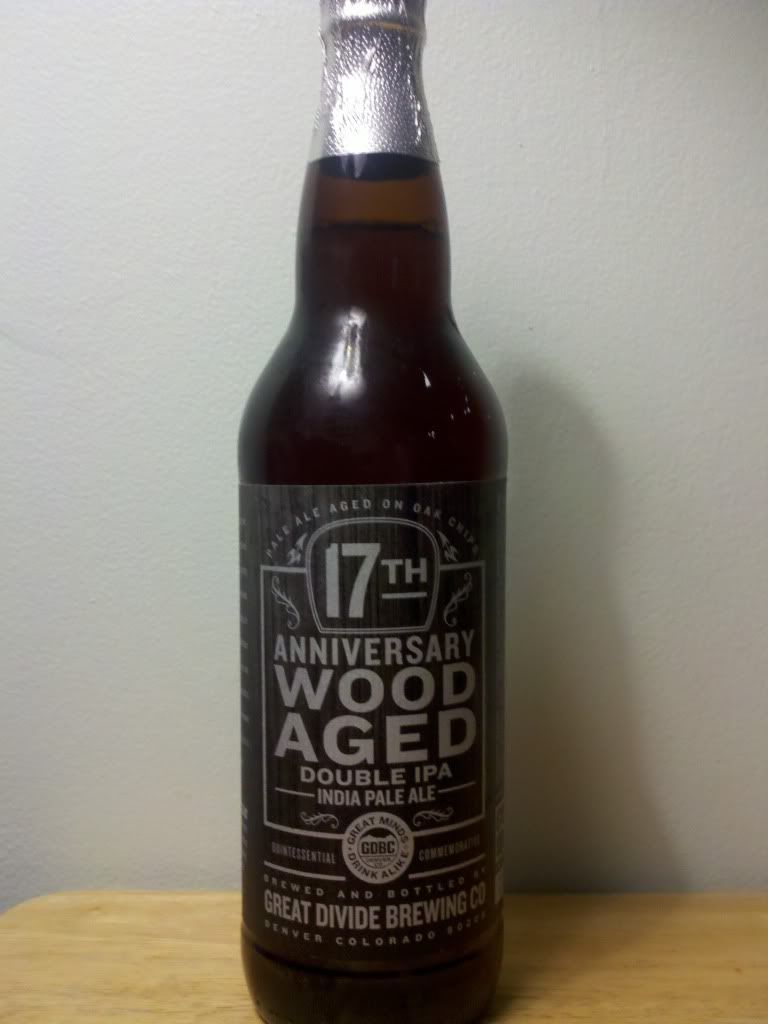 PALE ALE AGED ON OAK CHIPS
17TH
ANNIVERSARY
WOOD
AGED
DOUBLE IPA
INDIA PALE ALE
GREAT MINDS
GDBC
DRINK ALIKE
QUINTESSENTIAL COMMEMORATIVE
BREWED AND BOTTLED BY
GREAT DIVIDE BREWING CO
DENVER COLORADO